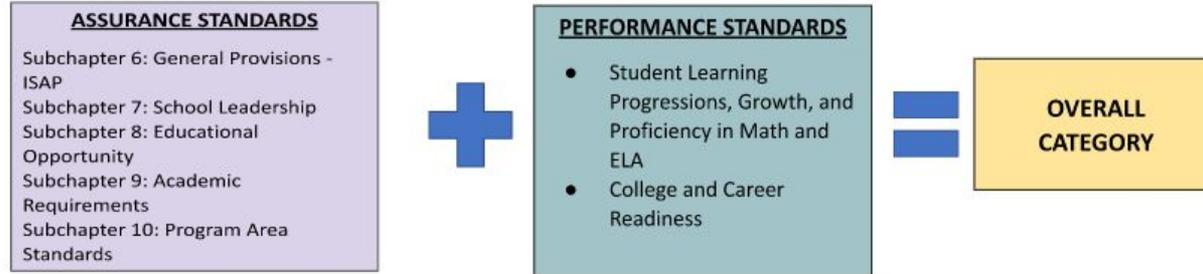 ASSURANCE STANDARDS
Subchapter 6: General Provisions -
ISAP
Subchapter 7: School Leadership
Subchapter 8: Educational
Opportunity
Subchapter 9: Academic
Requirements
Subchapter 10: Program Area
Standards
PERFORMANCE STANDARDS
● Student Learning
Progressions, Growth, and
Proficiency in Math and
ELA
● College and Career
Readiness
OVERALL
CATEGORY